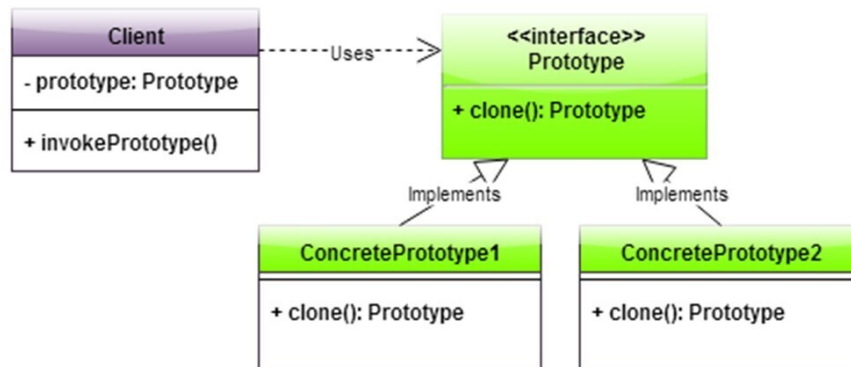 Client
- prototype: Prototype
+ invokePrototype()
Uses
<<interface>>
Prototype
+ clone(): Prototype
Implements
Implements
ConcretePrototype1
+ clone(): Prototype
ConcretePrototype2
+ clone(): Prototype